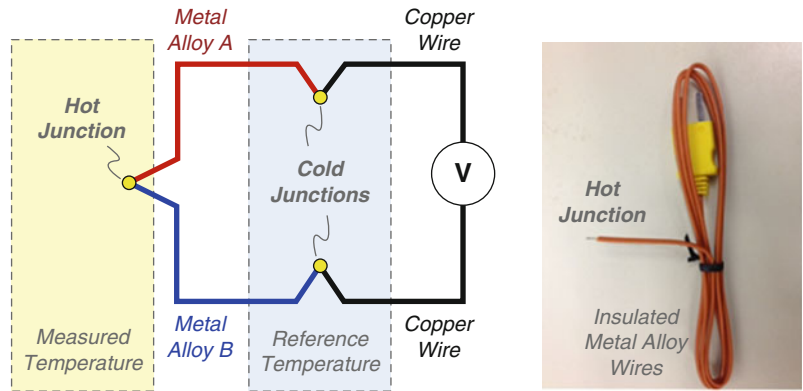 Metal
Alloy A
Copper
Wire
Hot
Junction
Cold
Junctions
V
Measured
Temperature
Metal
Alloy B
Reference
Temperature
Copper
Wire
Hot
Junction
Insulated
Metal Alloy
Wires